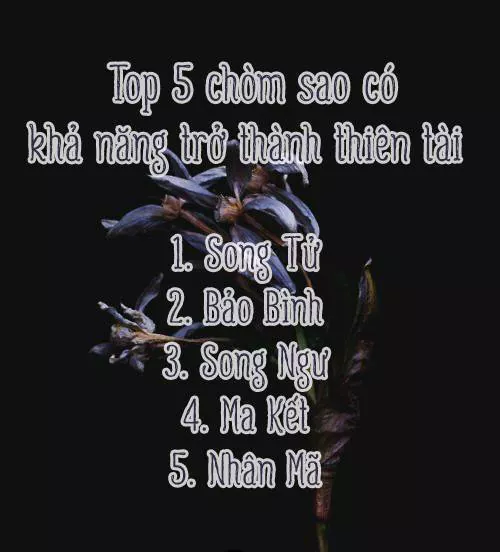 Top 5 chòm sao có
khả năng trở thành thiên tài
1. Song Tử
2. Bảo Bình
3. Song Ngư
4. Ma Kết
5. Nhân Mã